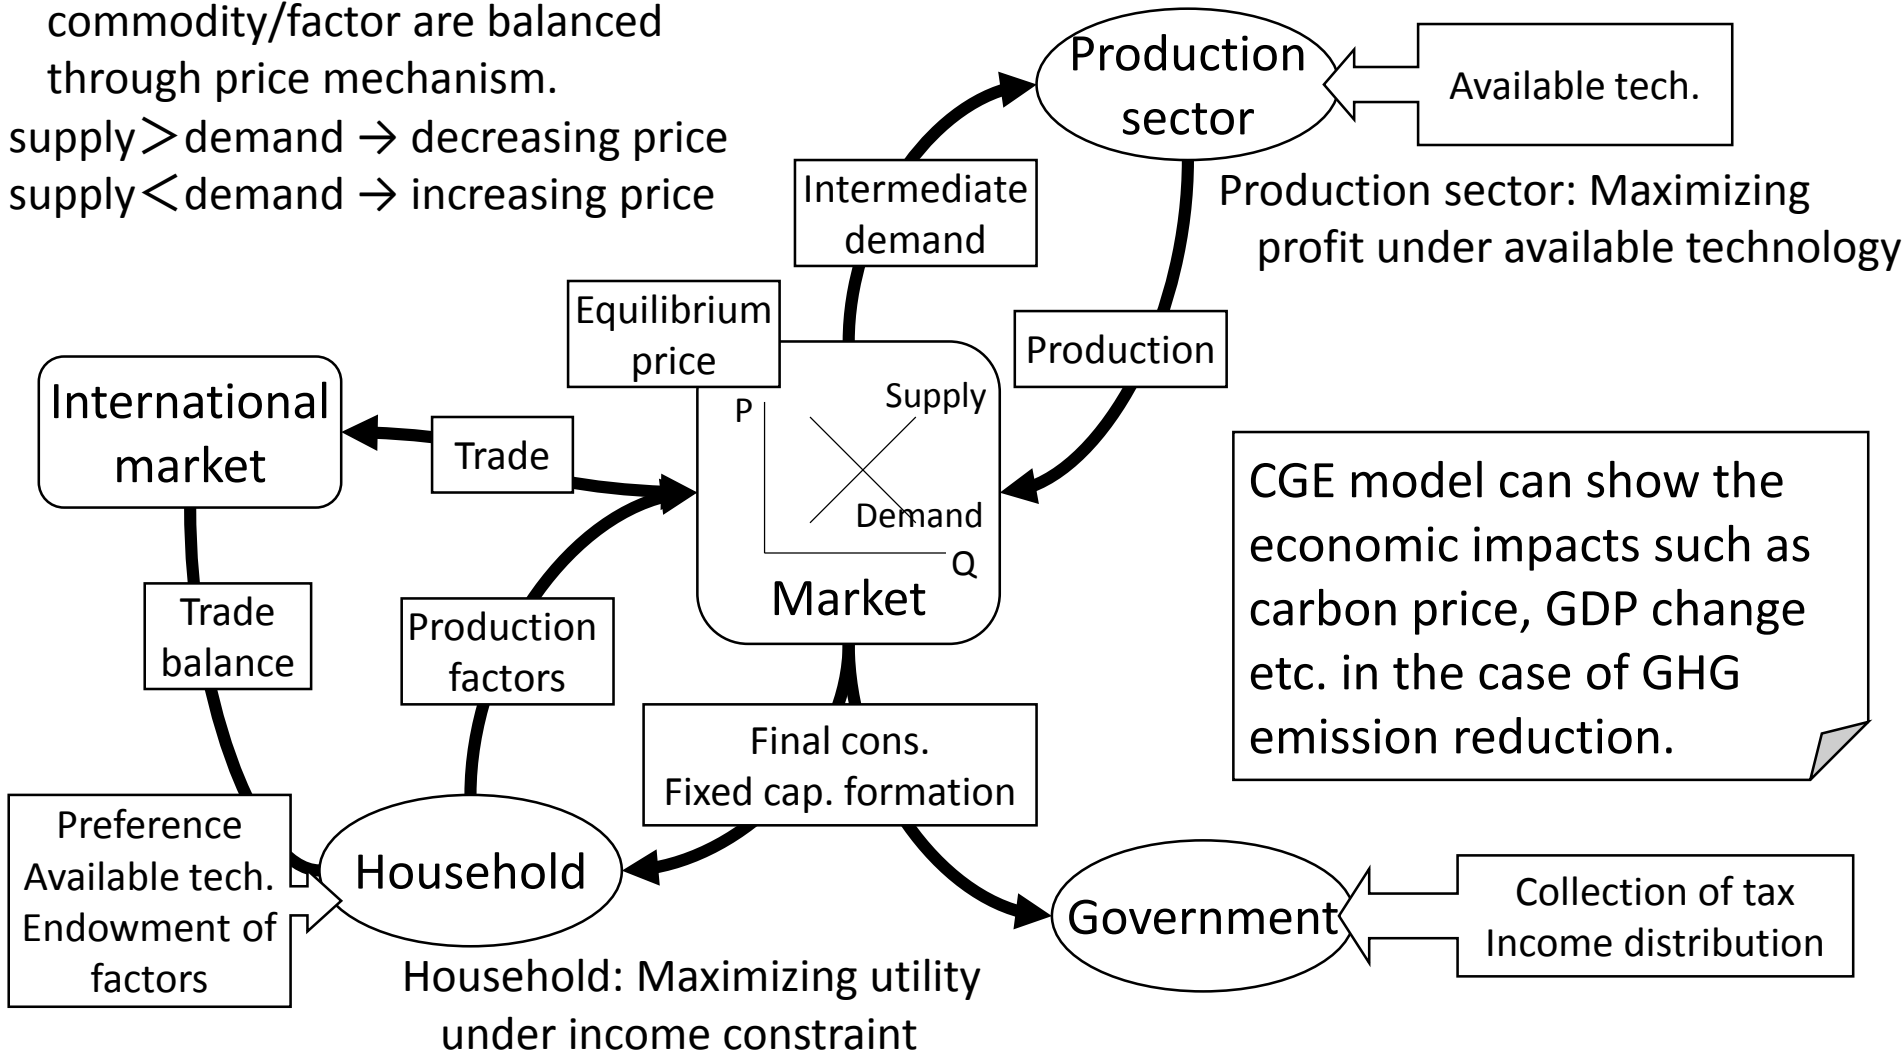 commodity/factor are balanced
through price mechanism.
supply＞demand → decreasing price
supply＜demand → increasing price
Production
sector
Available tech.
Intermediate
demand
Production sector: Maximizing
profit under available technology
Equilibrium
price
Production
International
market
Trade
P
Supply
Demand
Q
Market
CGE model can show the
economic impacts such as
carbon price, GDP change
etc. in the case of GHG
emission reduction.
Trade
balance
Production
factors
Final cons.
Fixed cap. formation
Preference
Available tech.
Endowment of
factors
Household
Government
Collection of tax
Income distribution
Household: Maximizing utility
under income constraint